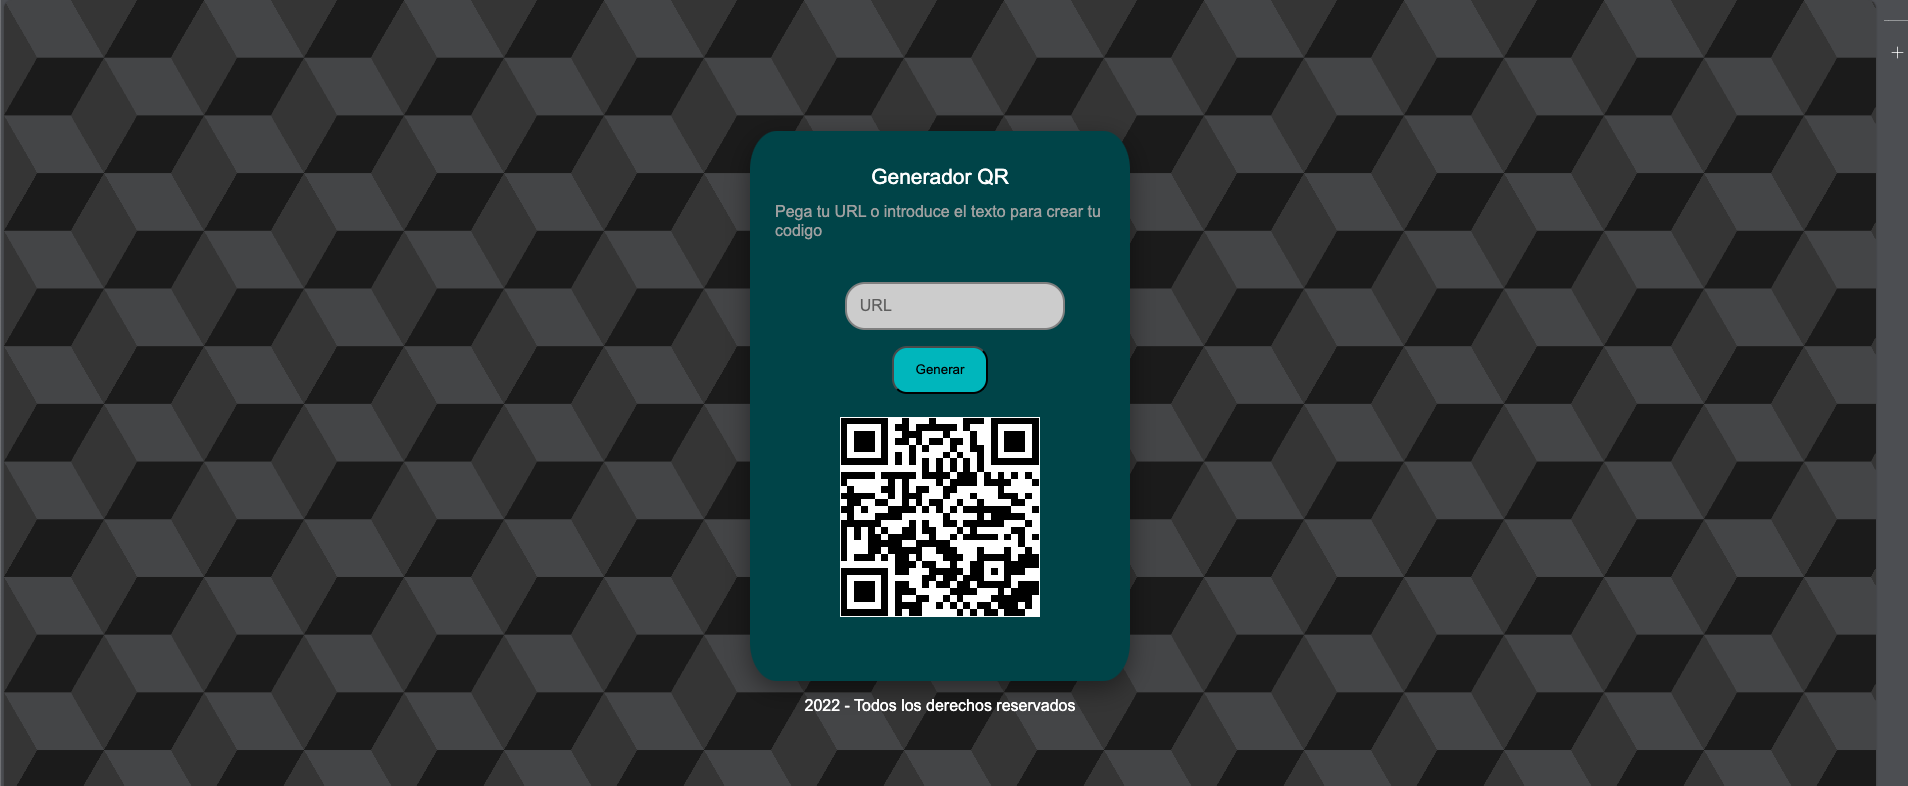 Generador QR
Pega tu URL o introduce el texto para crear tu
codigo
URL
Generar
2022 - Todos los derechos reservados